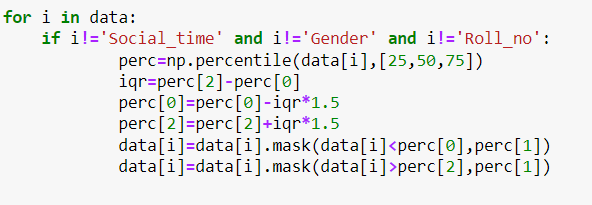 for i in data:
    if i!='Social_time' and i!='Gender' and i!='Roll_no':
            perc=np.percentile(data[i],[25,50,75])
            iqr=perc[2]-perc[0]
            perc[0]=perc[0]-iqr*1.5
            perc[2]=perc[2]+iqr*1.5
            data[i]=data[i].mask(data[i]<perc[0],perc[1])
            data[i]=data[i].mask(data[i]>perc[2],perc[1])